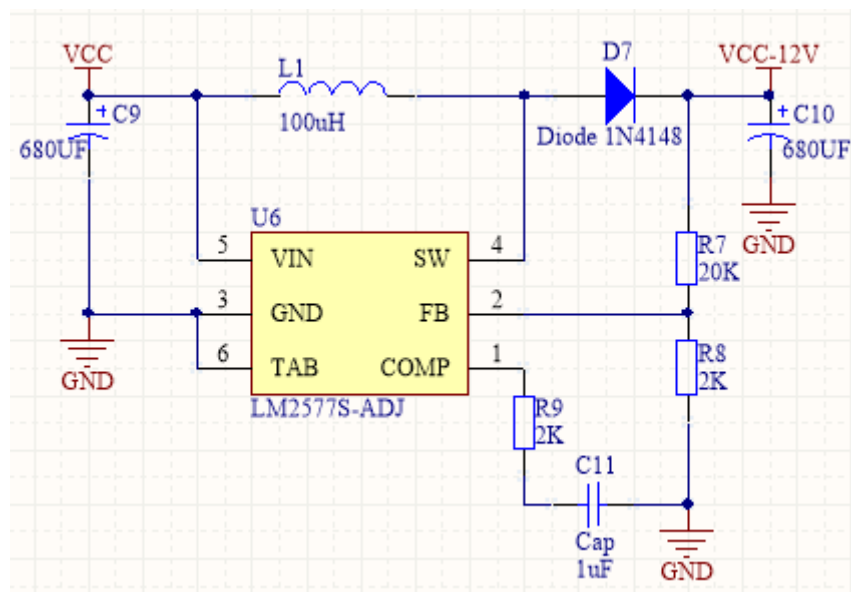 VCC
L1
D7
VCC-12V
+
C9
100uH
Diode 1N4148
+
C10
680UF
680UF
U6
5
VIN
SW
4
R7
20K
GND
3
GND
FB
2
6
TAB
COMP
1
R8
2K
GND
LM2577S-ADJ
R9
2K
C11
Cap
1uF
GND